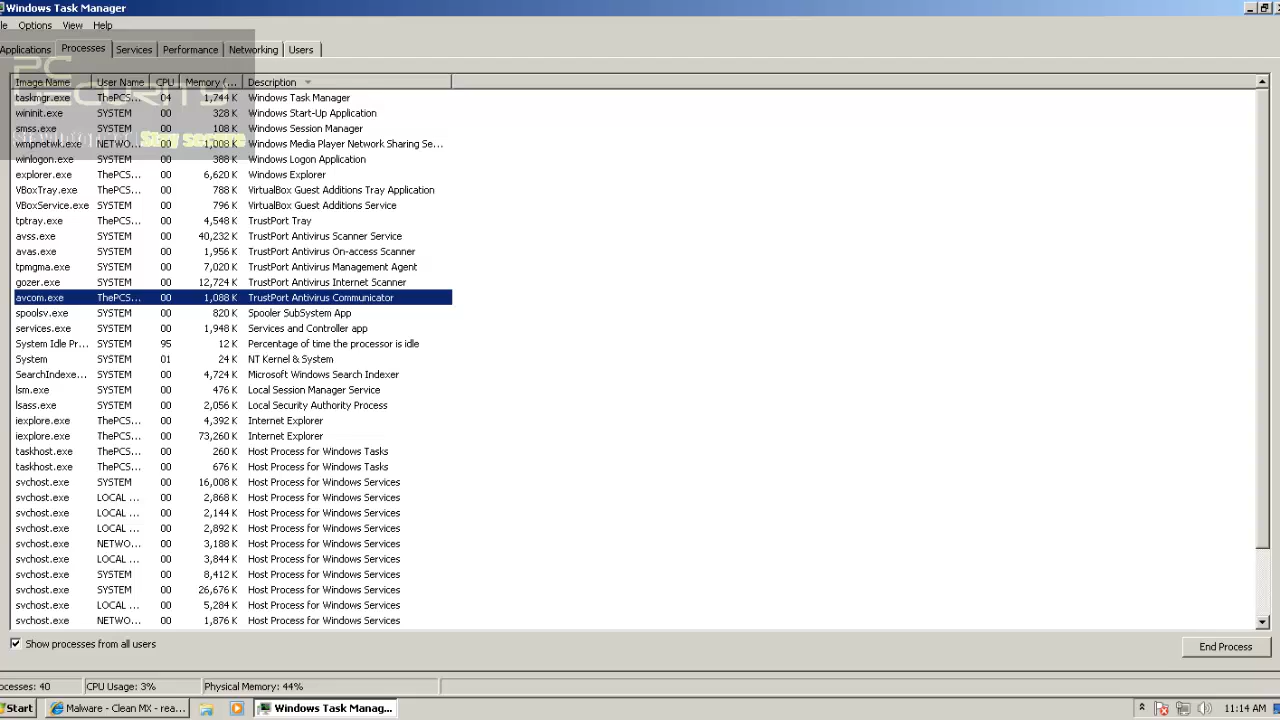 Windows Task Manager
le Options View Help
Applications Processes Services Performance Networking Users
PC
SECURITY
Stay secure
Image Name User Name CPU Memory (... Description
taskmgr.exe ThePCS... 04 1,744 K Windows Task Manager
wininit.exe SYSTEM 00 328 K Windows Start-Up Application
smss.exe SYSTEM 00 108 K Windows Session Manager
wmpnetwk.exe NETWO... 00 1,008 K Windows Media Player Network Sharing Se...
winlogon.exe SYSTEM 00 388 K Windows Logon Application
explorer.exe ThePCS... 00 6,620 K Windows Explorer
VBoxTray.exe ThePCS... 00 788 K VirtualBox Guest Additions Tray Application
VBoxService.exe SYSTEM 00 796 K VirtualBox Guest Additions Service
tptray.exe ThePCS... 00 4,548 K TrustPort Tray
avss.exe SYSTEM 00 40,232 K TrustPort Antivirus Scanner Service
avas.exe SYSTEM 00 1,956 K TrustPort Antivirus On-access Scanner
tpmgma.exe SYSTEM 00 7,020 K TrustPort Antivirus Management Agent
gozer.exe SYSTEM 00 12,724 K TrustPort Antivirus Internet Scanner
avcom.exe ThePCS... 00 1,088 K TrustPort Antivirus Communicator
spoolsv.exe SYSTEM 00 820 K Spooler SubSystem App
services.exe SYSTEM 00 1,948 K Services and Controller app
System Idle Pr... SYSTEM 95 12 K Percentage of time the processor is idle
System SYSTEM 01 24 K NT Kernel & System
SearchIndexe... SYSTEM 00 4,724 K Microsoft Windows Search Indexer
lsm.exe SYSTEM 00 476 K Local Session Manager Service
lsass.exe SYSTEM 00 2,056 K Local Security Authority Process
iexplore.exe ThePCS... 00 4,392 K Internet Explorer
iexplore.exe ThePCS... 00 73,260 K Internet Explorer
taskhost.exe ThePCS... 00 260 K Host Process for Windows Tasks
taskhost.exe ThePCS... 00 676 K Host Process for Windows Tasks
svchost.exe SYSTEM 00 16,008 K Host Process for Windows Services
svchost.exe LOCAL ... 00 2,868 K Host Process for Windows Services
svchost.exe LOCAL ... 00 2,144 K Host Process for Windows Services
svchost.exe LOCAL ... 00 2,892 K Host Process for Windows Services
svchost.exe NETWO... 00 3,188 K Host Process for Windows Services
svchost.exe LOCAL ... 00 3,844 K Host Process for Windows Services
svchost.exe SYSTEM 00 8,412 K Host Process for Windows Services
svchost.exe SYSTEM 00 26,676 K Host Process for Windows Services
svchost.exe LOCAL ... 00 5,284 K Host Process for Windows Services
svchost.exe NETWO... 00 1,876 K Host Process for Windows Services
Show processes from all users
End Process
ocesses: 40 CPU Usage: 3% Physical Memory: 44%
Start Malware - Clean MX - rea... Windows Task Manag... 11:14 AM